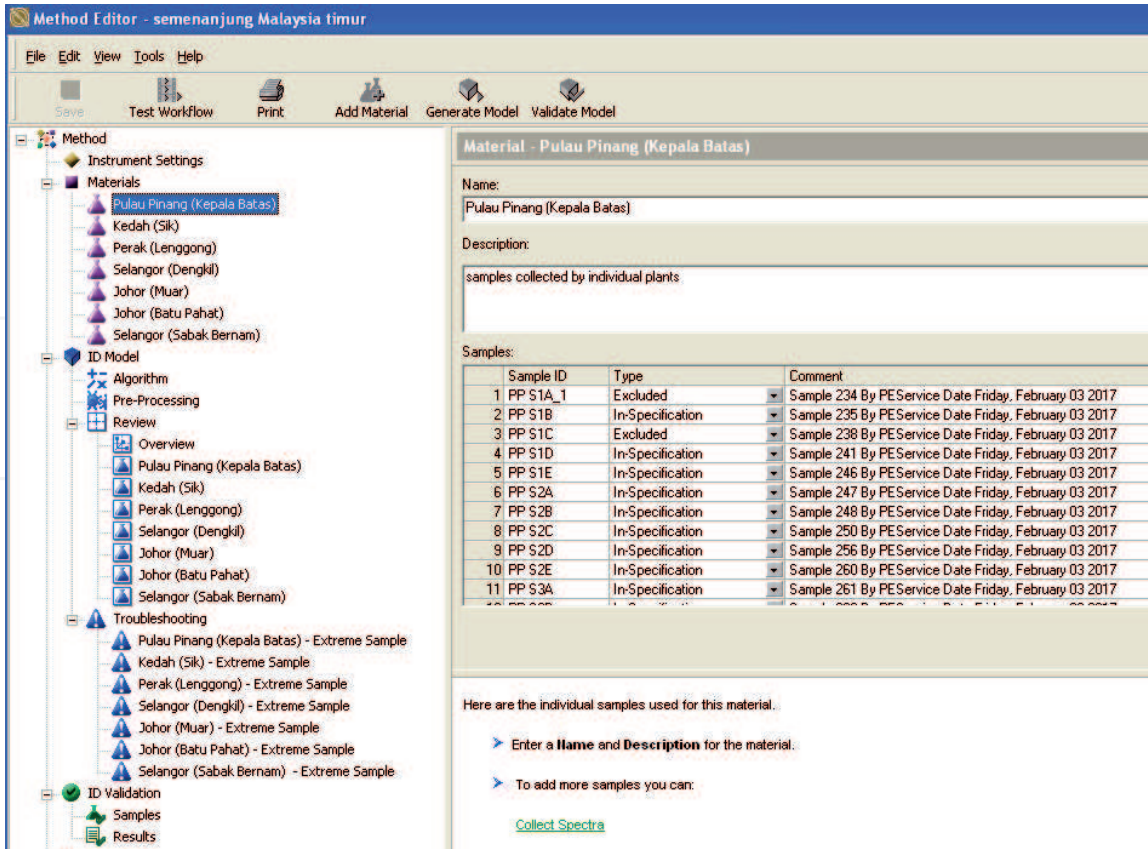 Method Editor - semenanjung Malaysia timur
File Edit View Tools Help
Save Test Workflow Print Add Material Generate Model Validate Model
Method
Instrument Settings
Materials
Pulau Pinang (Kepala Batas)
Kedah (Sik)
Perak (Lenggong)
Selangor (Dengkil)
Johor (Muar)
Johor (Batu Pahat)
Selangor (Sabak Bernam)
ID Model
Algorithm
Pre-Processing
Review
Overview
Pulau Pinang (Kepala Batas)
Kedah (Sik)
Perak (Lenggong)
Selangor (Dengkil)
Johor (Muar)
Johor (Batu Pahat)
Selangor (Sabak Bernam)
Troubleshooting
Pulau Pinang (Kepala Batas) - Extreme Sample
Kedah (Sik) - Extreme Sample
Perak (Lenggong) - Extreme Sample
Selangor (Dengkil) - Extreme Sample
Johor (Muar) - Extreme Sample
Johor (Batu Pahat) - Extreme Sample
Selangor (Sabak Bernam) - Extreme Sample
ID Validation
Samples
Results
Material - Pulau Pinang (Kepala Batas)
Name:
Pulau Pinang (Kepala Batas)
Description:
samples collected by individual plants
Samples:
Sample ID Type Comment
1 PP S1A_1 Excluded Sample 234 By PEService Date Friday, February 03 2017
2 PP S1B In-Specification Sample 235 By PEService Date Friday, February 03 2017
3 PP S1C Excluded Sample 238 By PEService Date Friday, February 03 2017
4 PP S1D In-Specification Sample 241 By PEService Date Friday, February 03 2017
5 PP S1E In-Specification Sample 246 By PEService Date Friday, February 03 2017
6 PP S2A In-Specification Sample 247 By PEService Date Friday, February 03 2017
7 PP S2B In-Specification Sample 248 By PEService Date Friday, February 03 2017
8 PP S2C In-Specification Sample 250 By PEService Date Friday, February 03 2017
9 PP S2D In-Specification Sample 256 By PEService Date Friday, February 03 2017
10 PP S2E In-Specification Sample 260 By PEService Date Friday, February 03 2017
11 PP S3A In-Specification Sample 261 By PEService Date Friday, February 03 2017
Here are the individual samples used for this material.
Enter a Name and Description for the material.
To add more samples you can:
Collect Spectra